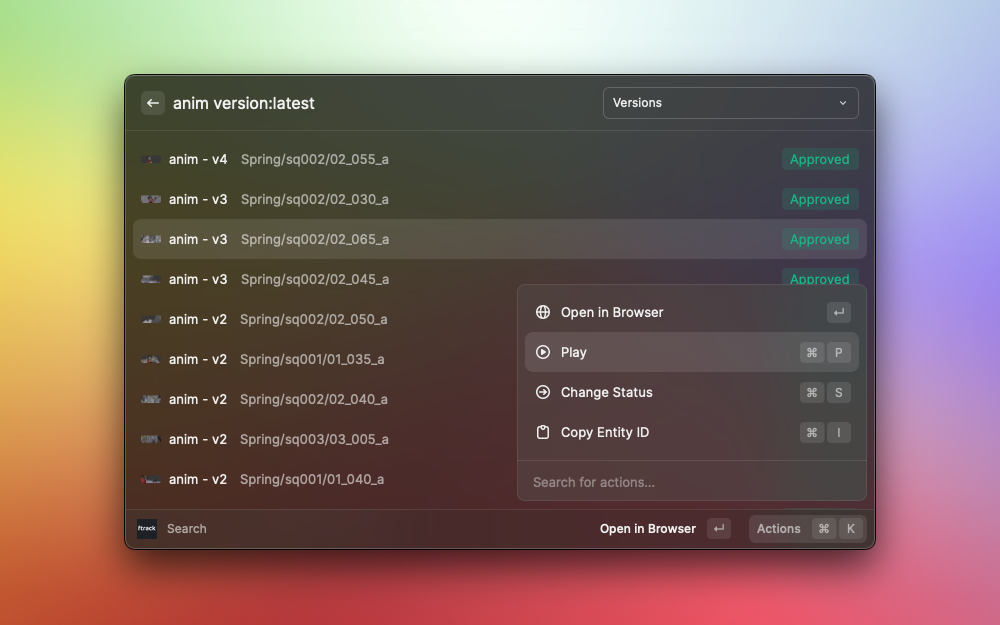 anim version:latest
Versions
anim - v4 Spring/sq002/02_055_a Approved
anim - v3 Spring/sq002/02_030_a Approved
anim - v3 Spring/sq002/02_065_a Approved
anim - v3 Spring/sq002/02_045_a Approved
anim - v2 Spring/sq002/02_050_a
anim - v2 Spring/sq001/01_035_a
anim - v2 Spring/sq002/02_040_a
anim - v2 Spring/sq003/03_005_a
anim - v2 Spring/sq001/01_040_a
Open in Browser ↵
Play ⌘ P
Change Status ⌘ S
Copy Entity ID ⌘ I
Search for actions...
ftrack Search
Open in Browser ↵ Actions ⌘ K